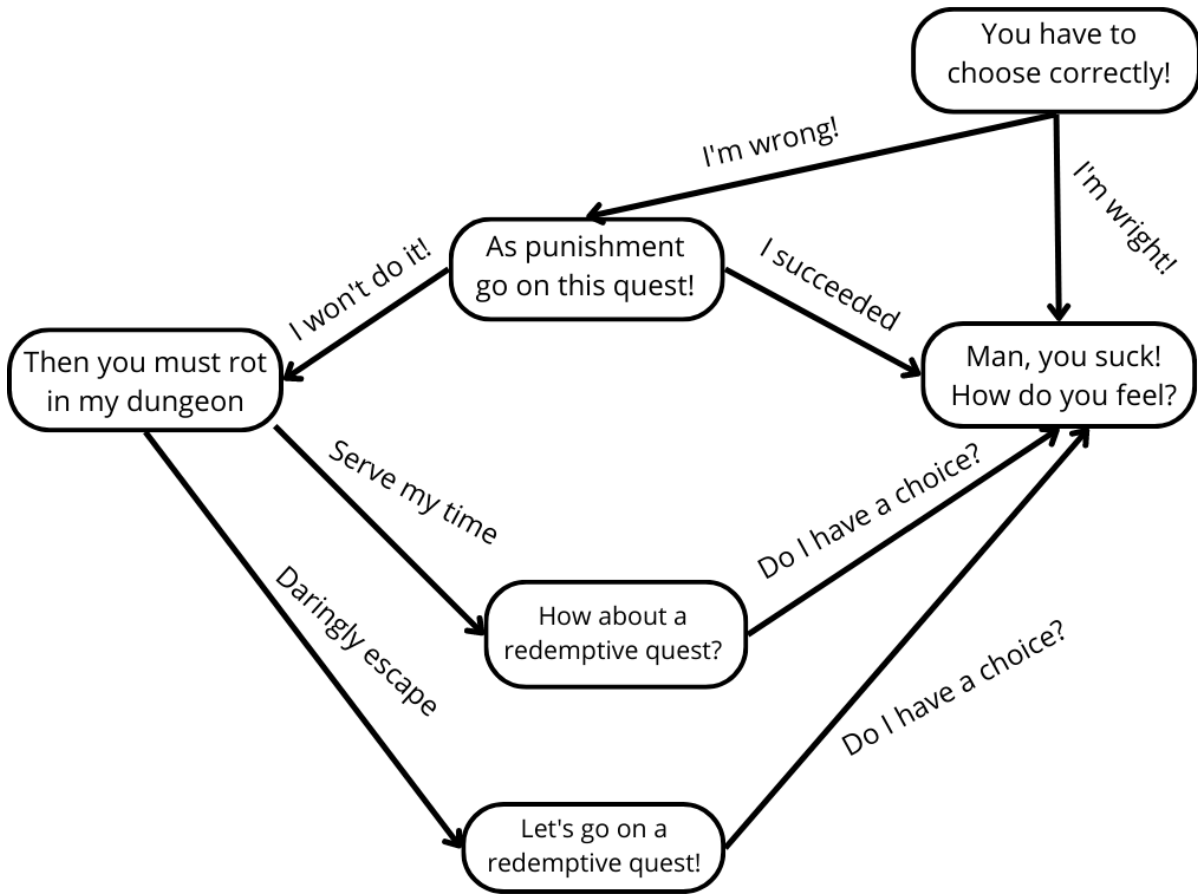 You have to
choose correctly!
I'm wrong!
I'm wright!
As punishment
go on this quest!
I won't do it!
I succeeded
Then you must rot
in my dungeon
Man, you suck!
How do you feel?
Serve my time
Do I have a choice?
Daringly escape
How about a
redemptive quest?
Do I have a choice?
Let's go on a
redemptive quest!